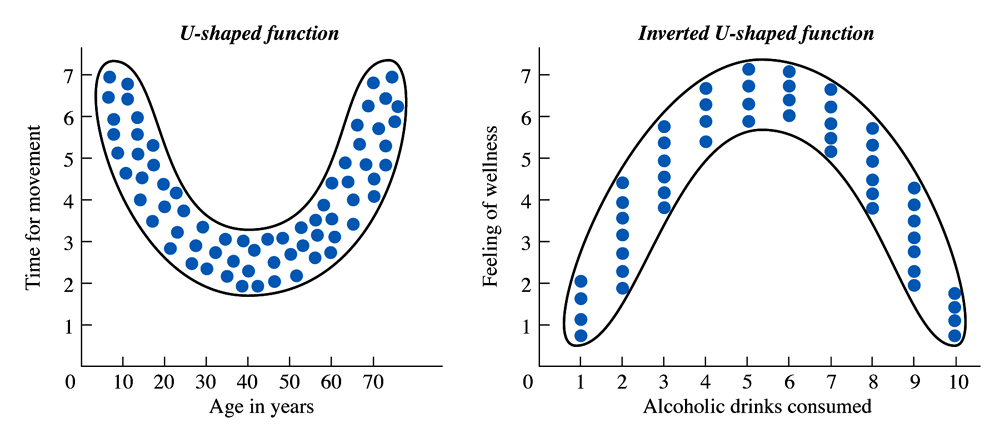 U-shaped function
Time for movement
7
6
5
4
3
2
1
0
10 20 30 40 50 60 70
Age in years
Inverted U-shaped function
Feeling of wellness
7
6
5
4
3
2
1
0
1 2 3 4 5 6 7 8 9 10
Alcoholic drinks consumed